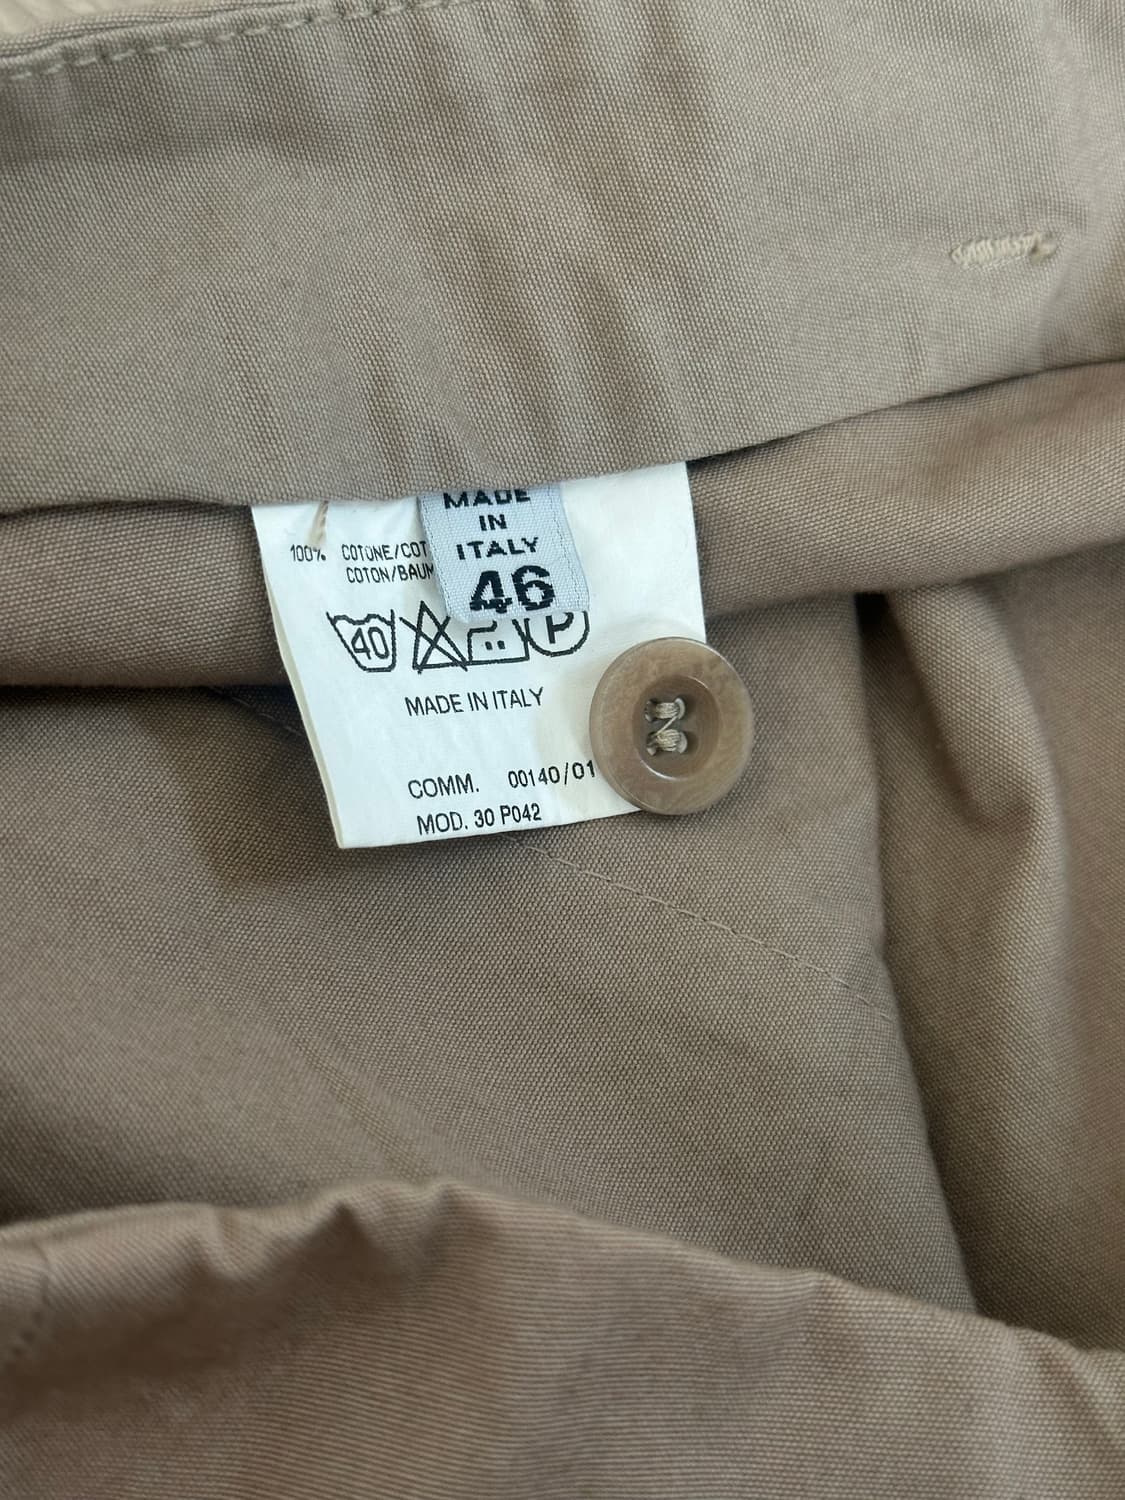 MADE
IN
ITALY
46
100% COTONE/COT
COTON/BAUM
40
P
MADE IN ITALY
COMM. 00140/01
MOD. 30 P042